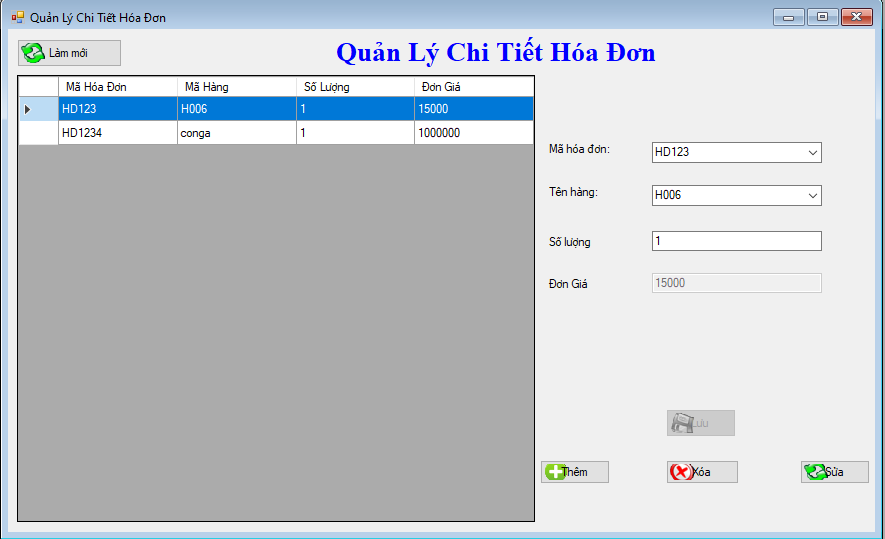 Quản Lý Chi Tiết Hóa Đơn
Làm mới
Quản Lý Chi Tiết Hóa Đơn
Mã Hóa Đơn Mã Hàng Số Lượng Đơn Giá
HD123 H006 1 15000
HD1234 conga 1 1000000
Mã hóa đơn: HD123
Tên hàng: H006
Số lượng 1
Đơn Giá 15000
Lưu
Thêm Xóa Sửa